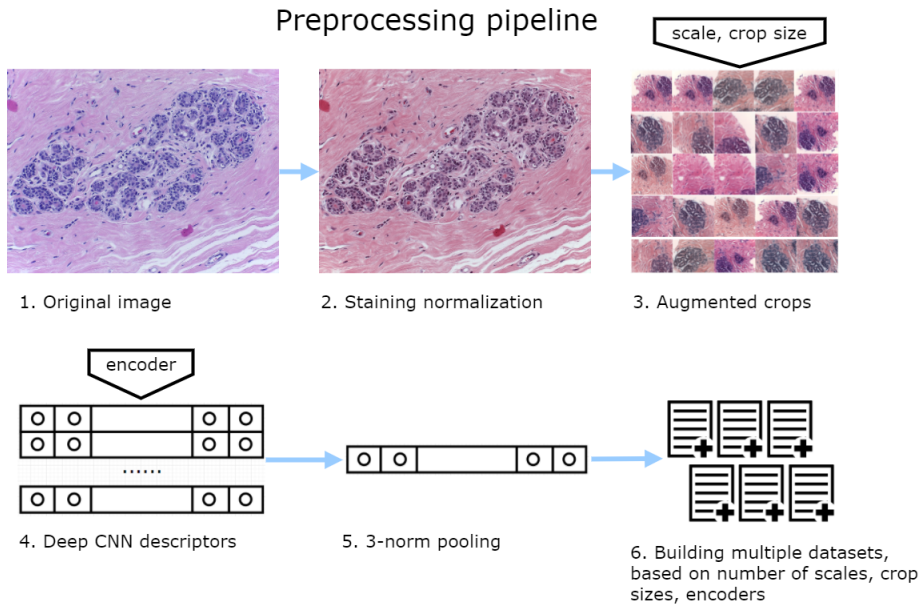 Preprocessing pipeline
scale, crop size
1. Original image
2. Staining normalization
3. Augmented crops
encoder
......
4. Deep CNN descriptors
5. 3-norm pooling
6. Building multiple datasets,
based on number of scales, crop
sizes, encoders